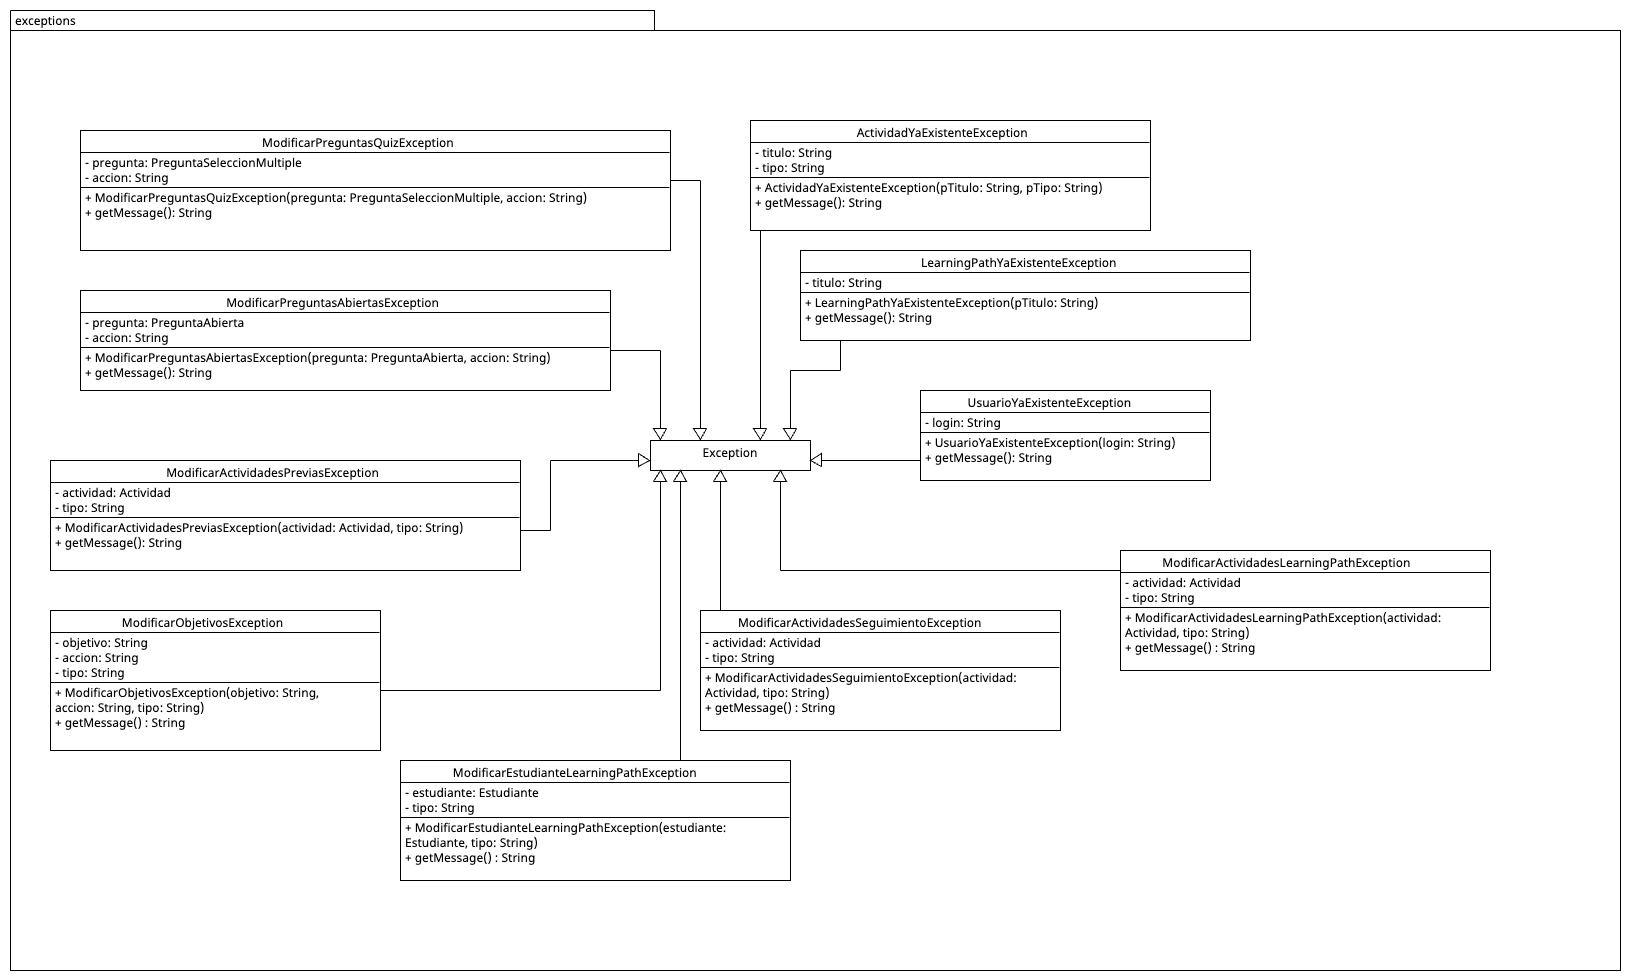 exceptions
ModificarPreguntasQuizException
- pregunta: PreguntaSeleccionMultiple
- accion: String
+ ModificarPreguntasQuizException(pregunta: PreguntaSeleccionMultiple, accion: String)
+ getMessage(): String
ActividadYaExistenteException
- titulo: String
- tipo: String
+ ActividadYaExistenteException(pTitulo: String, pTipo: String)
+ getMessage(): String
LearningPathYaExistenteException
- titulo: String
+ LearningPathYaExistenteException(pTitulo: String)
+ getMessage(): String
ModificarPreguntasAbiertasException
- pregunta: PreguntaAbierta
- accion: String
+ ModificarPreguntasAbiertasException(pregunta: PreguntaAbierta, accion: String)
+ getMessage(): String
UsuarioYaExistenteException
- login: String
+ UsuarioYaExistenteException(login: String)
+ getMessage(): String
Exception
ModificarActividadesPreviasException
- actividad: Actividad
- tipo: String
+ ModificarActividadesPreviasException(actividad: Actividad, tipo: String)
+ getMessage(): String
ModificarActividadesLearningPathException
- actividad: Actividad
- tipo: String
+ ModificarActividadesLearningPathException(actividad:
Actividad, tipo: String)
+ getMessage() : String
ModificarObjetivosException
- objetivo: String
- accion: String
- tipo: String
+ ModificarObjetivosException(objetivo: String,
accion: String, tipo: String)
+ getMessage() : String
ModificarActividadesSeguimientoException
- actividad: Actividad
- tipo: String
+ ModificarActividadesSeguimientoException(actividad:
Actividad, tipo: String)
+ getMessage() : String
ModificarEstudianteLearningPathException
- estudiante: Estudiante
- tipo: String
+ ModificarEstudianteLearningPathException(estudiante:
Estudiante, tipo: String)
+ getMessage() : String